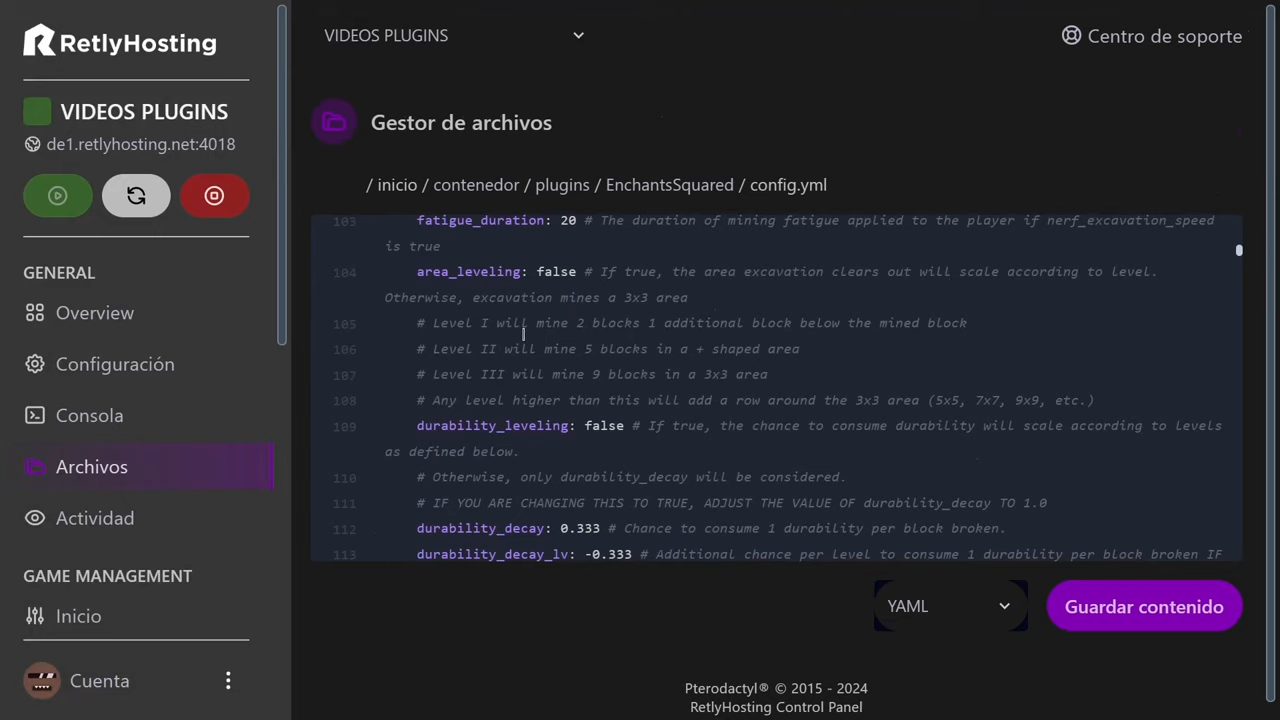 RetlyHosting
VIDEOS PLUGINS
Centro de soporte
VIDEOS PLUGINS
de1.retlyhosting.net:4018
Gestor de archivos
/ inicio / contenedor / plugins / EnchantsSquared / config.yml
103 fatigue_duration: 20 # The duration of mining fatigue applied to the player if nerf_excavation_speed
is true
104 area_leveling: false # If true, the area excavation clears out will scale according to level.
Otherwise, excavation mines a 3x3 area
105 # Level I will mine 2 blocks 1 additional block below the mined block
106 # Level II will mine 5 blocks in a + shaped area
107 # Level III will mine 9 blocks in a 3x3 area
108 # Any level higher than this will add a row around the 3x3 area (5x5, 7x7, 9x9, etc.)
109 durability_leveling: false # If true, the chance to consume durability will scale according to levels
as defined below.
110 # Otherwise, only durability_decay will be considered.
111 # IF YOU ARE CHANGING THIS TO TRUE, ADJUST THE VALUE OF durability_decay TO 1.0
112 durability_decay: 0.333 # Chance to consume 1 durability per block broken.
113 durability_decay_lv: -0.333 # Additional chance per level to consume 1 durability per block broken IF
GENERAL
Overview
Configuración
Consola
Archivos
Actividad
GAME MANAGEMENT
Inicio
Cuenta
YAML
Guardar contenido
Pterodactyl® © 2015 - 2024
RetlyHosting Control Panel